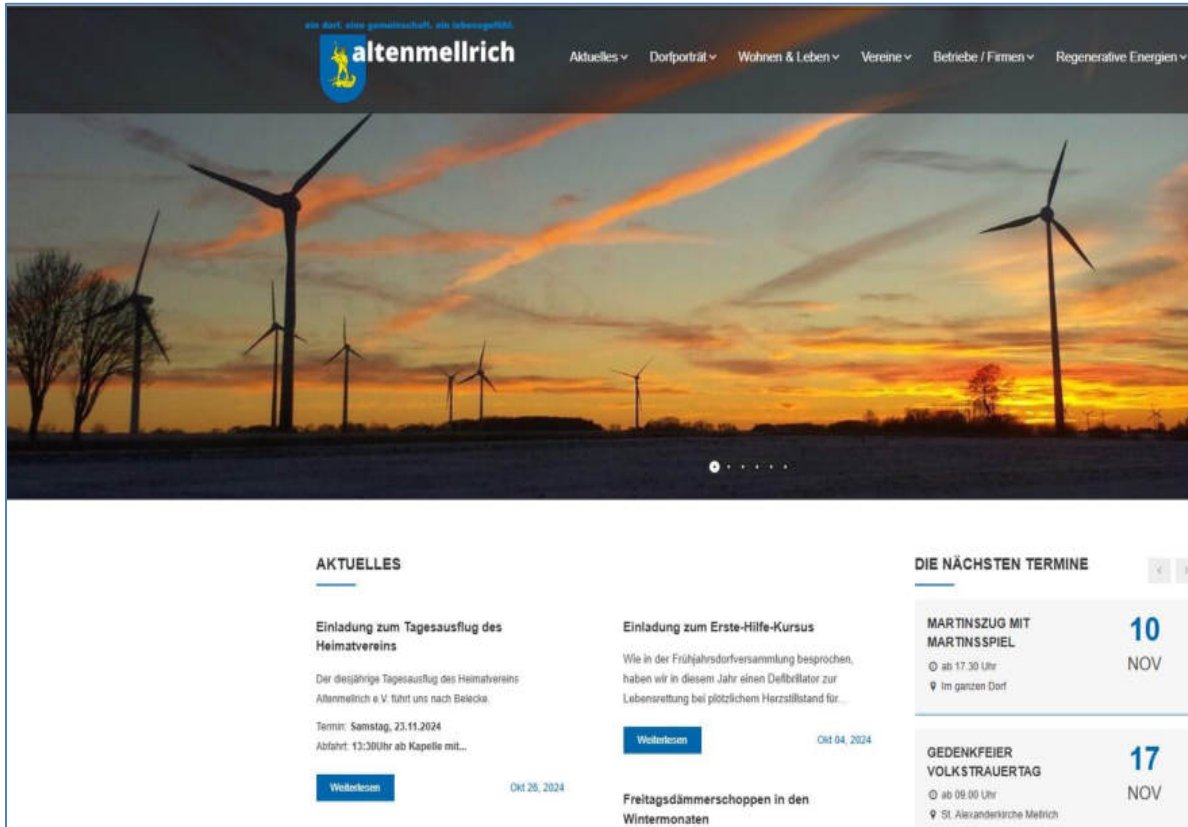 ein dorf. eine gemeinschaft. ein lebensgefühl.
altenmellrich
Aktuelles Dorfporträt Wohnen & Leben Vereine Betriebe / Firmen Regenerative Energien
AKTUELLES
Einladung zum Tagesausflug des
Heimatvereins
Der diesjährige Tagesausflug des Heimatvereins
Altenmellrich e.V. führt uns nach Belecke.
Termin: Samstag, 23.11.2024
Abfahrt: 13:30Uhr ab Kapelle mit...
Weiterlesen Okt 26, 2024
Einladung zum Erste-Hilfe-Kursus
Wie in der Frühjahrsdorfversammlung besprochen,
haben wir in diesem Jahr einen Defibrillator zur
Lebensrettung bei plötzlichem Herzstillstand für...
Weiterlesen Okt 04, 2024
Freitagsdämmerschoppen in den
Wintermonaten
DIE NÄCHSTEN TERMINE
MARTINSZUG MIT
MARTINSSPIEL
ab 17.30 Uhr
Im ganzen Dorf
10
NOV
GEDENKFEIER
VOLKSTRAUERTAG
ab 09.00 Uhr
St. Alexanderkirche Mellrich
17
NOV